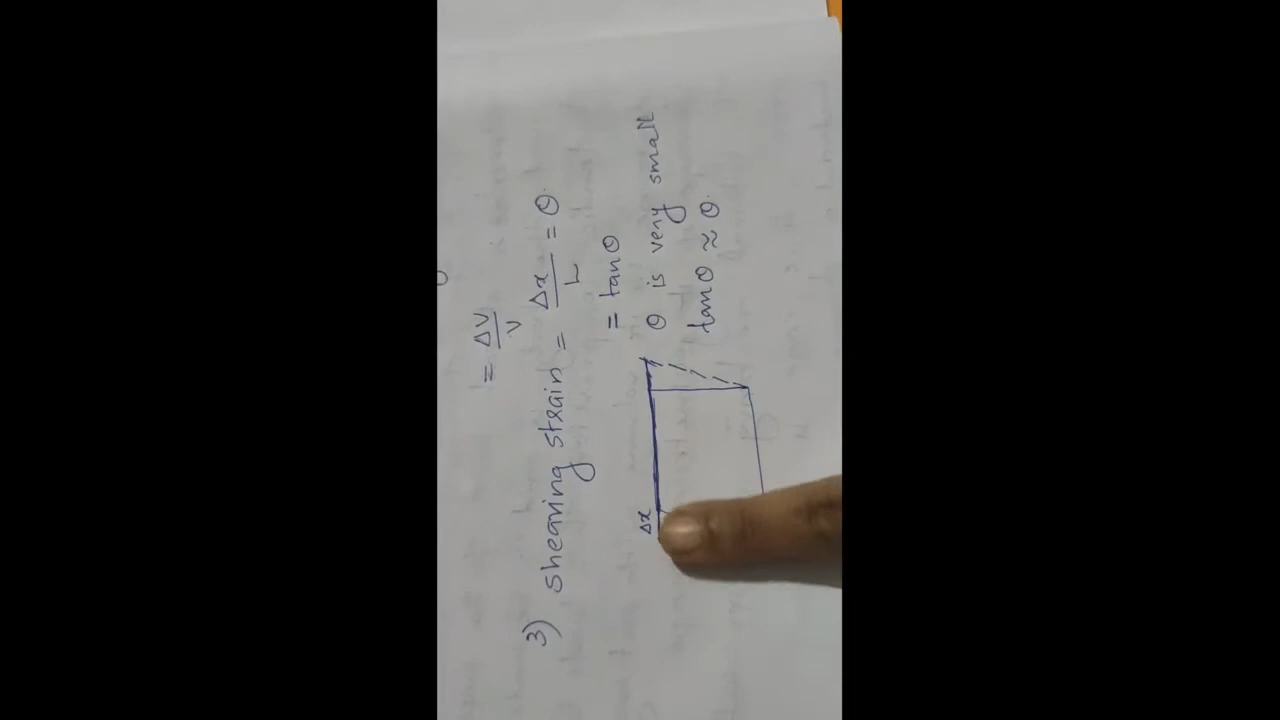 = ΔV/V
3) shearing strain = Δx/L = θ.
= tanθ
θ is very small
tanθ ≈ θ.
Δx